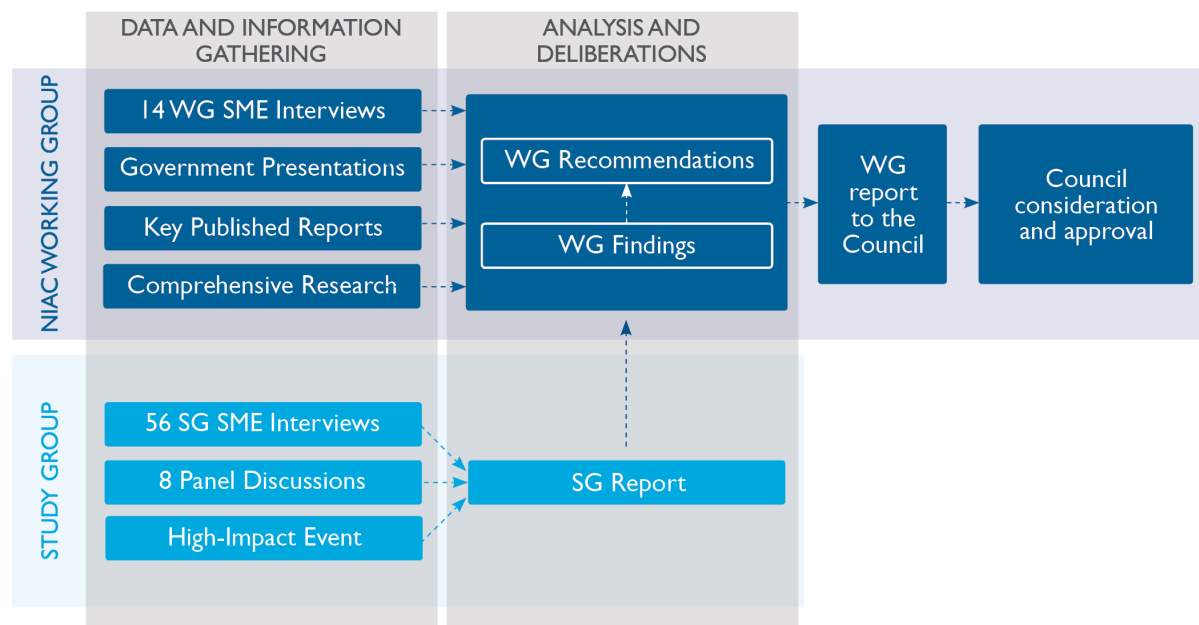 DATA AND INFORMATION
GATHERING
ANALYSIS AND
DELIBERATIONS
NIAC WORKING GROUP
14 WG SME Interviews
Government Presentations
Key Published Reports
Comprehensive Research
WG Recommendations
WG Findings
WG
report
to the
Council
Council
consideration
and approval
STUDY GROUP
56 SG SME Interviews
8 Panel Discussions
High-Impact Event
SG Report